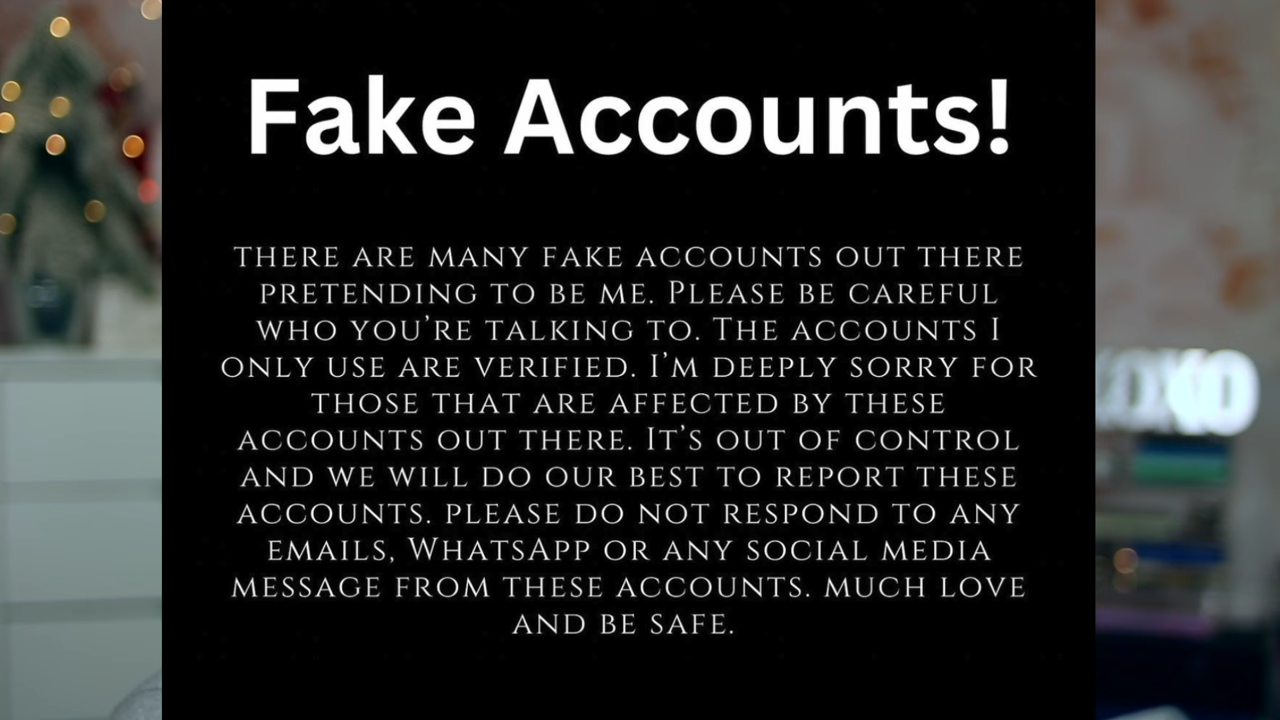 Fake Accounts!
THERE ARE MANY FAKE ACCOUNTS OUT THERE
PRETENDING TO BE ME. PLEASE BE CAREFUL
WHO YOU'RE TALKING TO. THE ACCOUNTS I
ONLY USE ARE VERIFIED. I'M DEEPLY SORRY FOR
THOSE THAT ARE AFFECTED BY THESE
ACCOUNTS OUT THERE. IT'S OUT OF CONTROL
AND WE WILL DO OUR BEST TO REPORT THESE
ACCOUNTS. PLEASE DO NOT RESPOND TO ANY
EMAILS, WHATSAPP OR ANY SOCIAL MEDIA
MESSAGE FROM THESE ACCOUNTS. MUCH LOVE
AND BE SAFE.